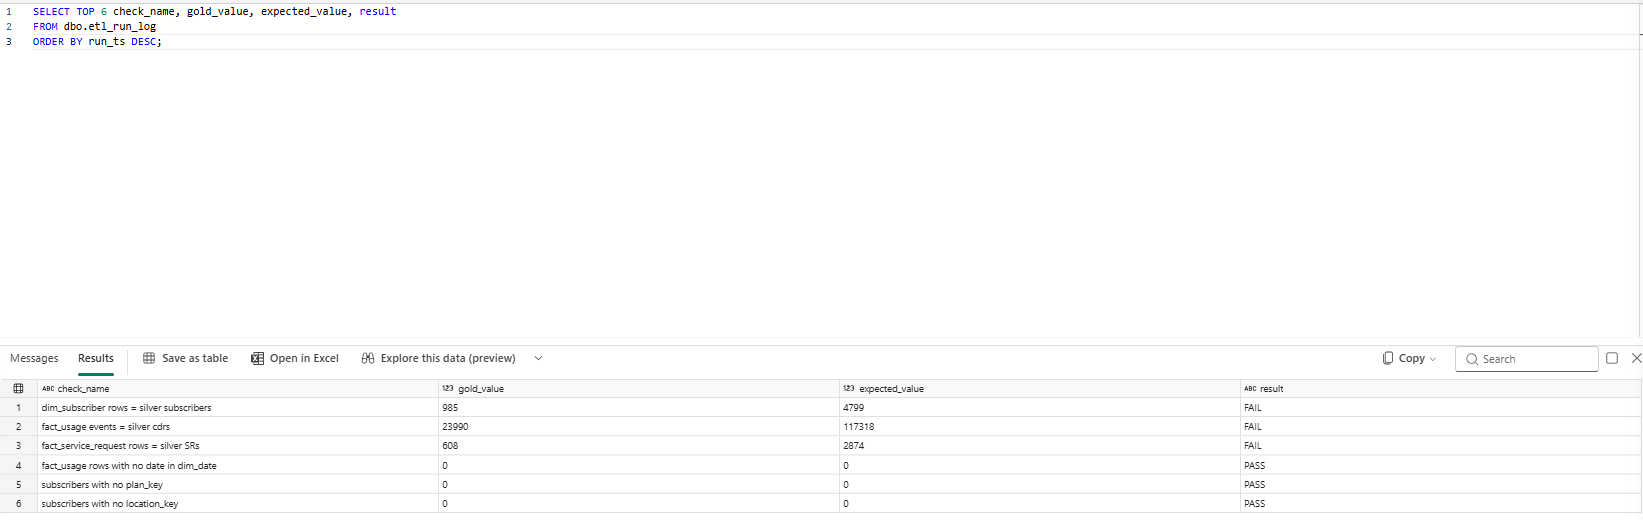 1 SELECT TOP 6 check_name, gold_value, expected_value, result
2 FROM dbo.etl_run_log
3 ORDER BY run_ts DESC;
Messages Results Save as table Open in Excel Explore this data (preview) Copy Search
ABC check_name 123 gold_value 123 expected_value ABC result
1 dim_subscriber rows = silver subscribers 985 4799 FAIL
2 fact_usage events = silver cdrs 23990 117318 FAIL
3 fact_service_request rows = silver SRs 608 2874 FAIL
4 fact_usage rows with no date in dim_date 0 0 PASS
5 subscribers with no plan_key 0 0 PASS
6 subscribers with no location_key 0 0 PASS